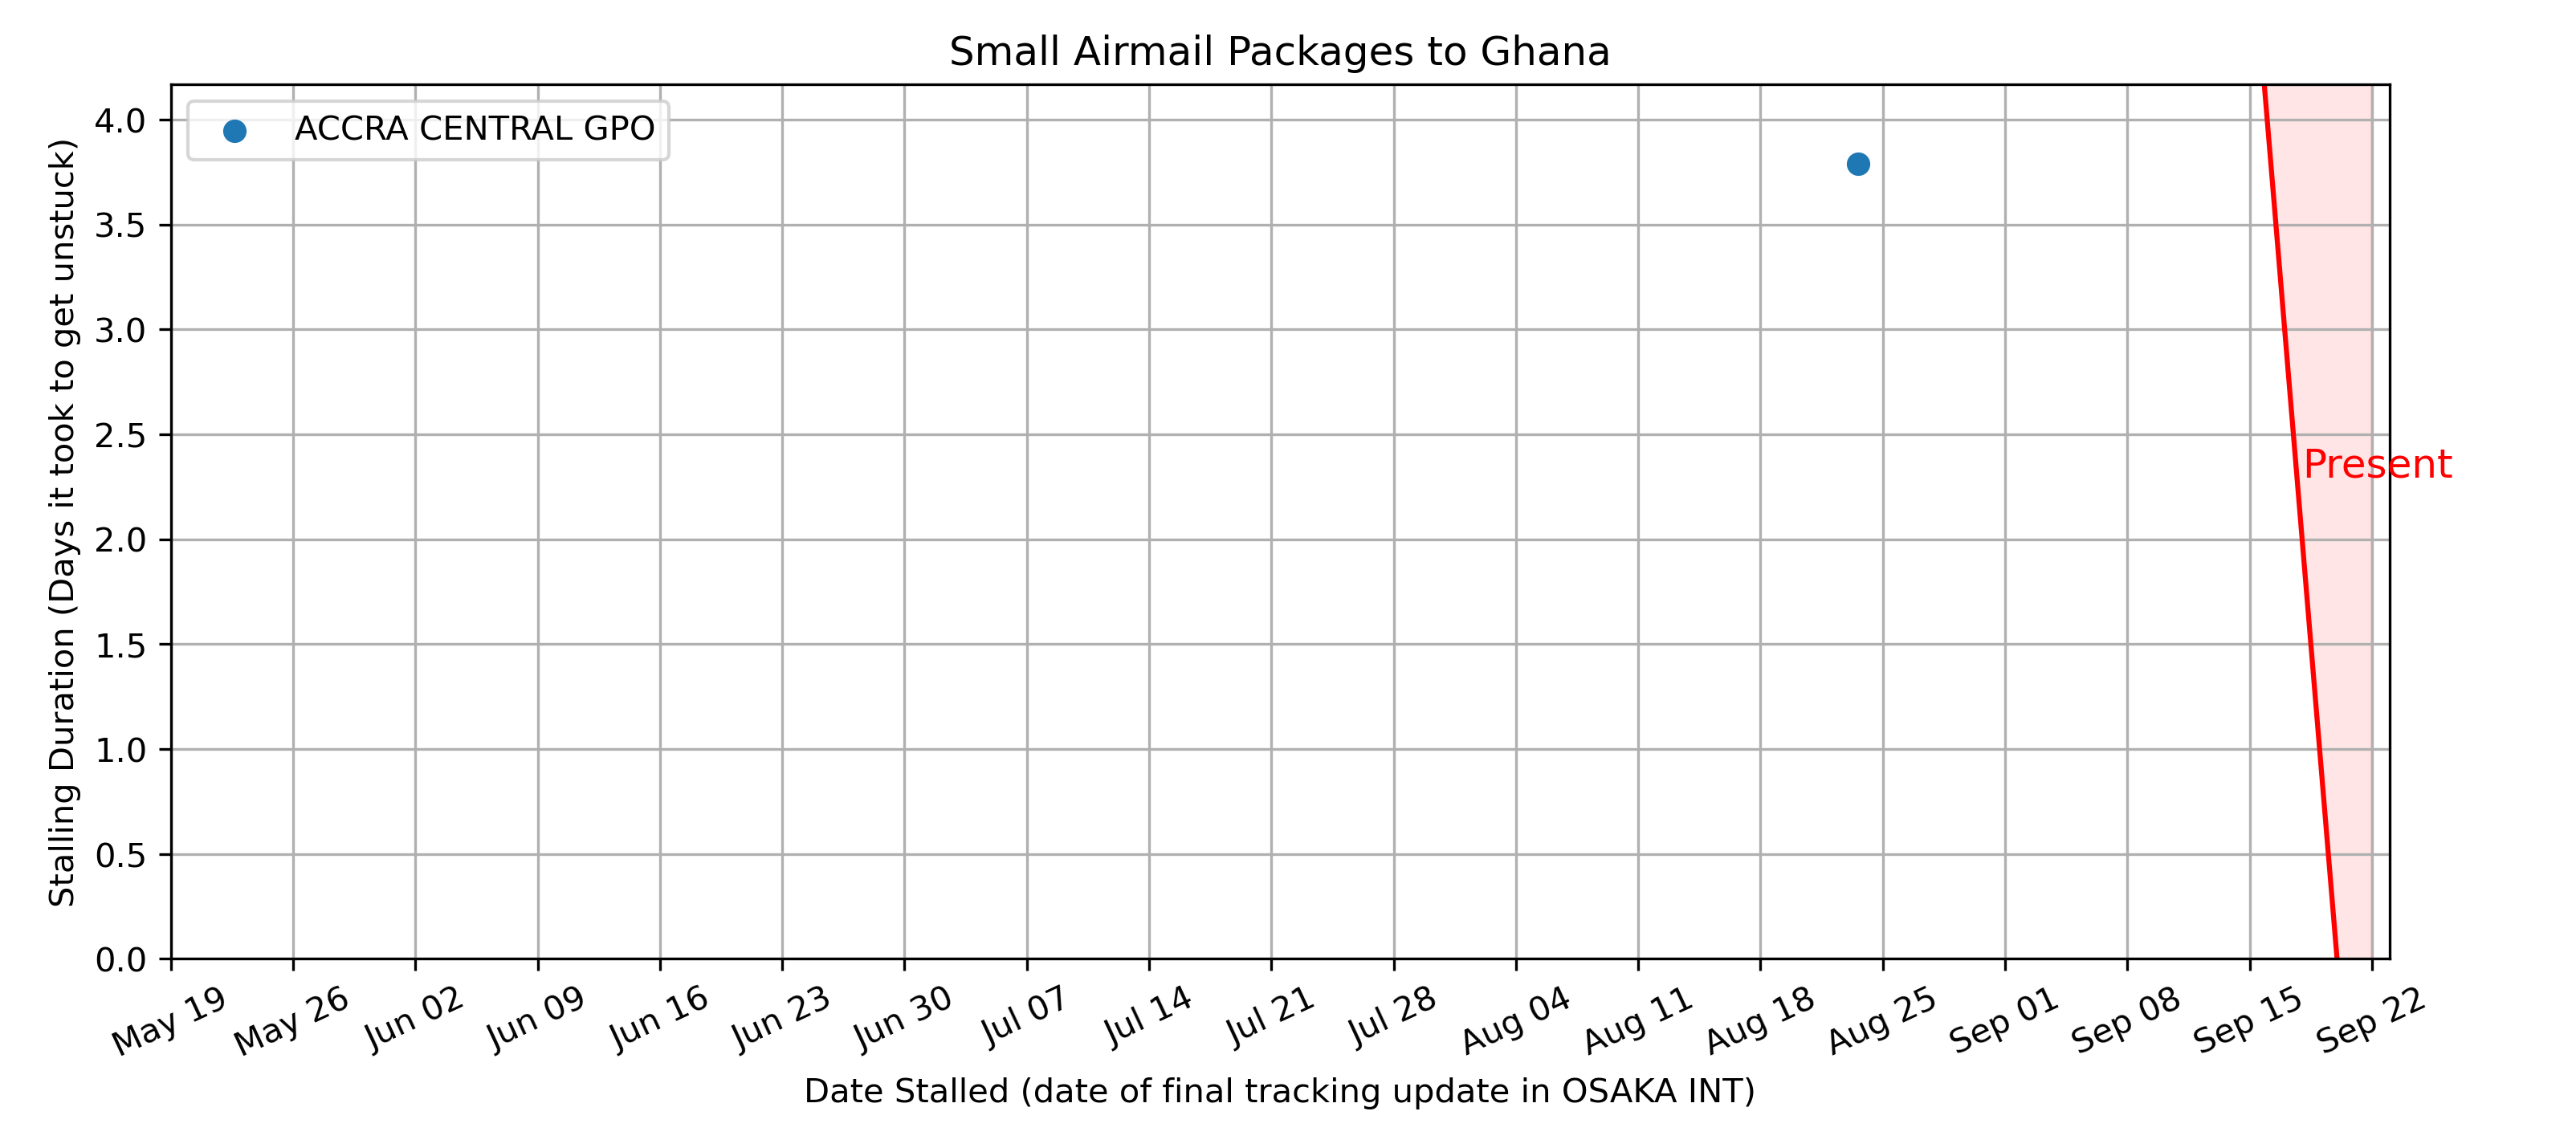 Small Airmail Packages to Ghana
ACCRA CENTRAL GPO
Stalling Duration (Days it took to get unstuck)
4.0
3.5
3.0
2.5
2.0
1.5
1.0
0.5
0.0
Present
May 19 May 26 Jun 02 Jun 09 Jun 16 Jun 23 Jun 30 Jul 07 Jul 14 Jul 21 Jul 28 Aug 04 Aug 11 Aug 18 Aug 25 Sep 01 Sep 08 Sep 15 Sep 22
Date Stalled (date of final tracking update in OSAKA INT)